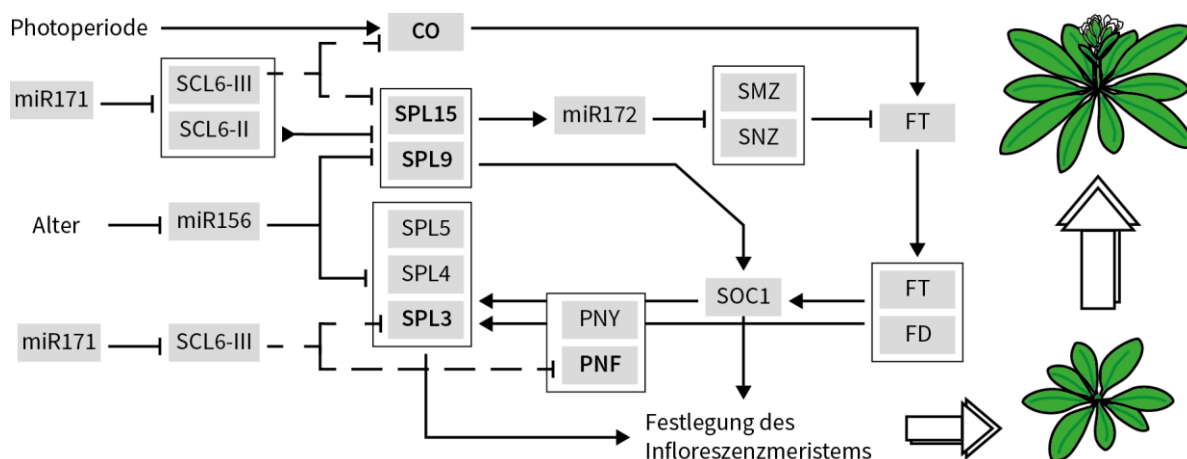 Photoperiode
CO
miR171
SCL6-III
SCL6-II
SPL15
SPL9
miR172
SMZ
SNZ
FT
Alter
miR156
SPL5
SPL4
SPL3
SOC1
FT
FD
PNY
PNF
miR171
SCL6-III
Festlegung des
Infloreszenzmeristems